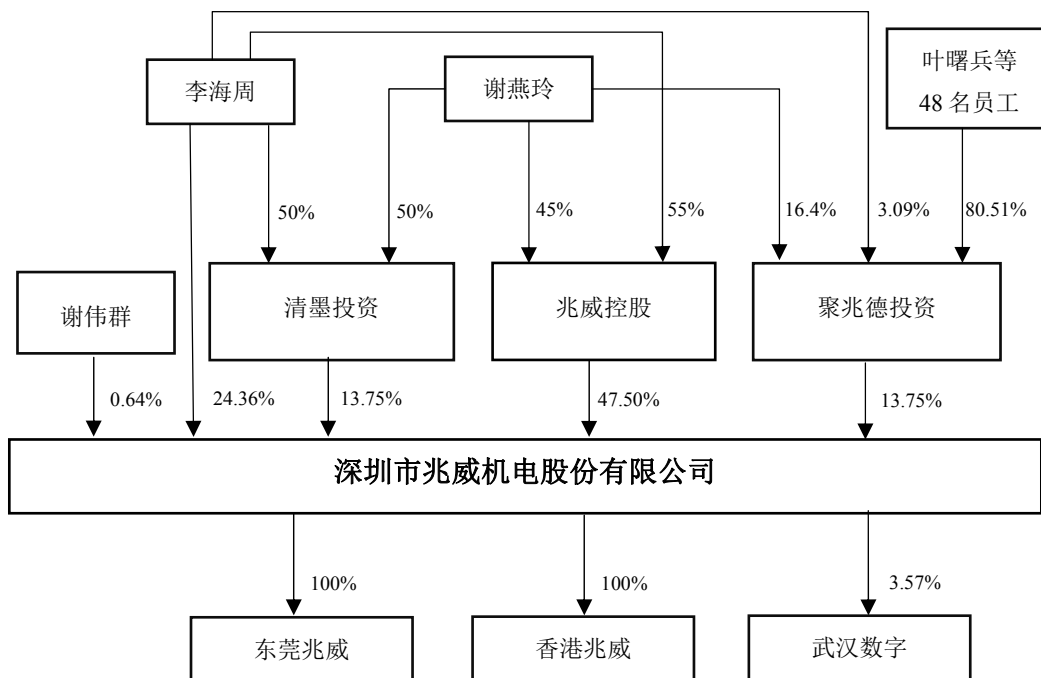 李海周
谢燕玲
叶曙兵等
48 名员工
50%
50%
45%
55%
16.4%
3.09%
80.51%
谢伟群
清墨投资
兆威控股
聚兆德投资
0.64%
24.36%
13.75%
47.50%
13.75%
深圳市兆威机电股份有限公司
100%
100%
3.57%
东莞兆威
香港兆威
武汉数字